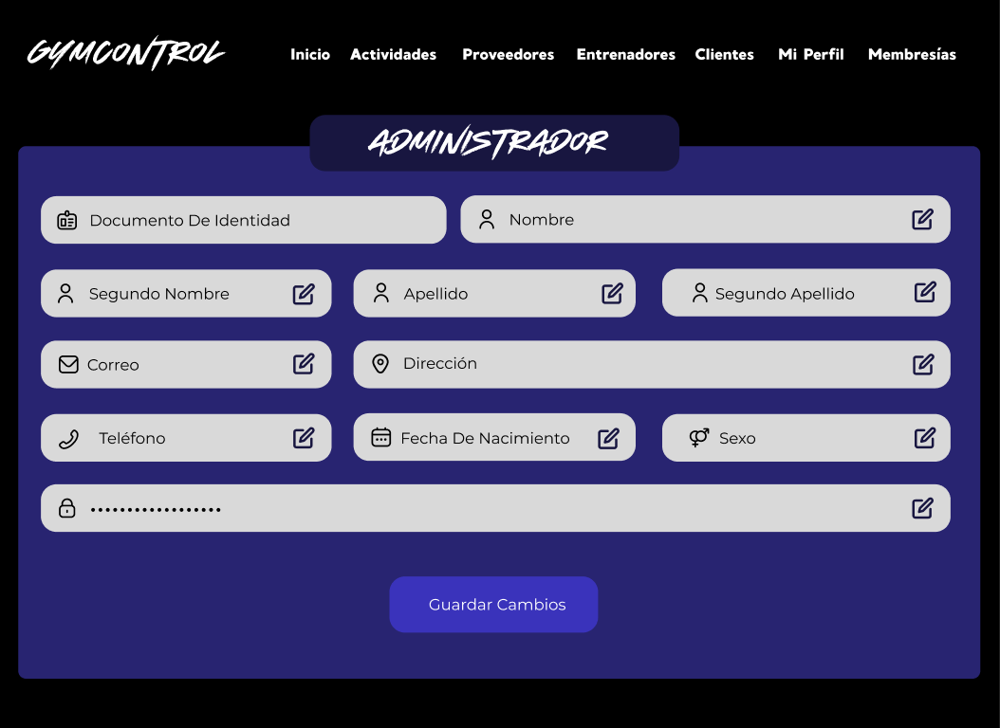 GYMCONTROL Inicio Actividades Proveedores Entrenadores Clientes Mi Perfil Membresías
ADMINISTRADOR
Documento De Identidad Nombre
Segundo Nombre Apellido Segundo Apellido
Correo Dirección
Teléfono Fecha De Nacimiento Sexo
••••••••••••••••••
Guardar Cambios